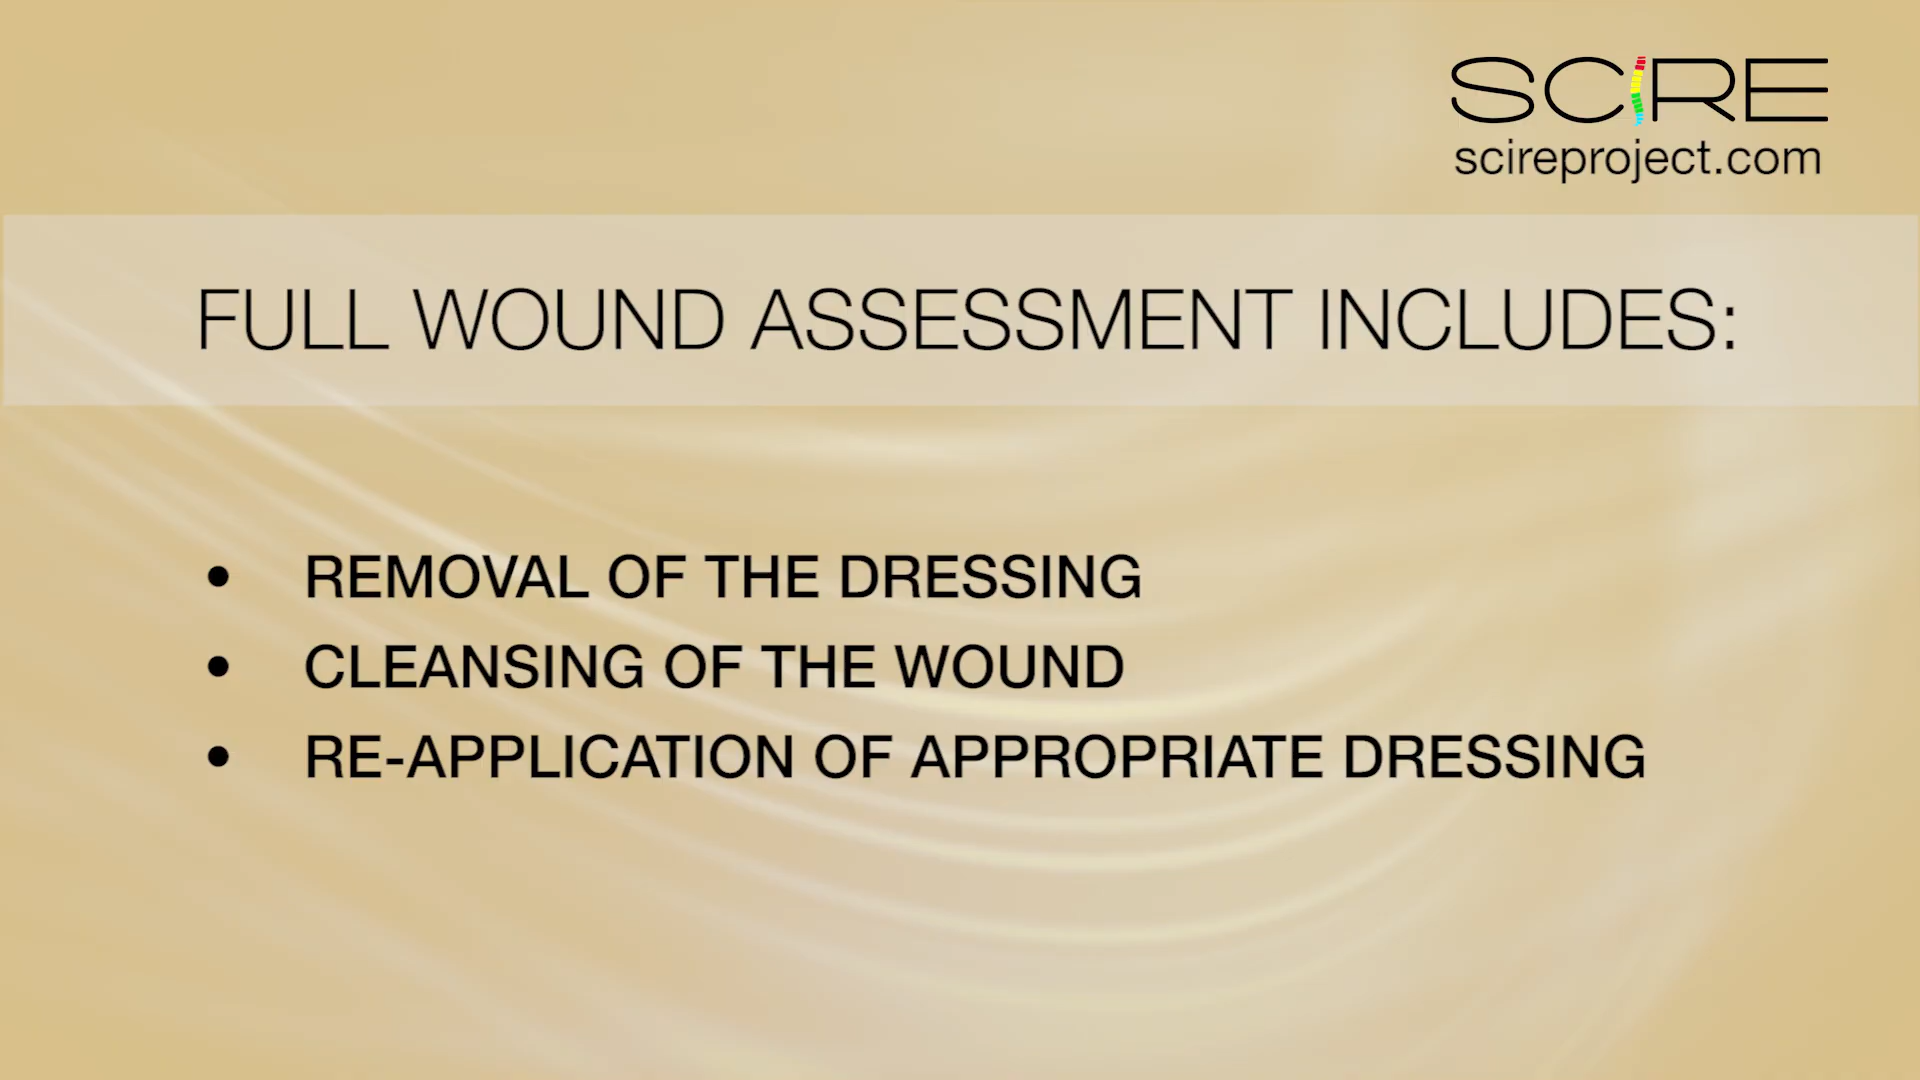 SCIRE
scireproject.com
FULL WOUND ASSESSMENT INCLUDES:
• REMOVAL OF THE DRESSING
• CLEANSING OF THE WOUND
• RE-APPLICATION OF APPROPRIATE DRESSING